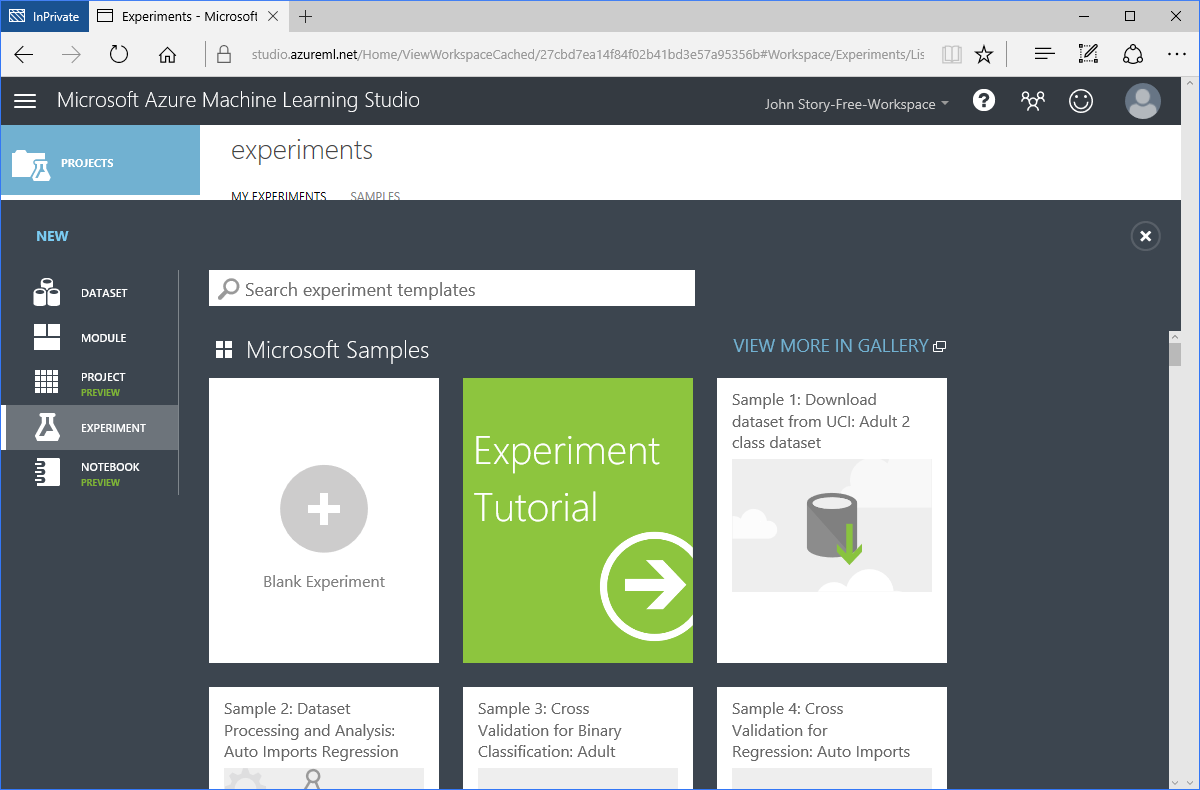 InPrivate
Experiments - Microsoft
studio.azureml.net/Home/ViewWorkspaceCached/27cbd7ea14f84f02b41bd3e57a95356b#Workspace/Experiments/Lis
Microsoft Azure Machine Learning Studio
John Story-Free-Workspace
?
PROJECTS
experiments
MY EXPERIMENTS
SAMPLES
NEW
DATASET
MODULE
PROJECT
PREVIEW
EXPERIMENT
NOTEBOOK
PREVIEW
Search experiment templates
Microsoft Samples
VIEW MORE IN GALLERY
Blank Experiment
Experiment
Tutorial
Sample 1: Download
dataset from UCI: Adult 2
class dataset
Sample 2: Dataset
Processing and Analysis:
Auto Imports Regression
Sample 3: Cross
Validation for Binary
Classification: Adult
Sample 4: Cross
Validation for
Regression: Auto Imports